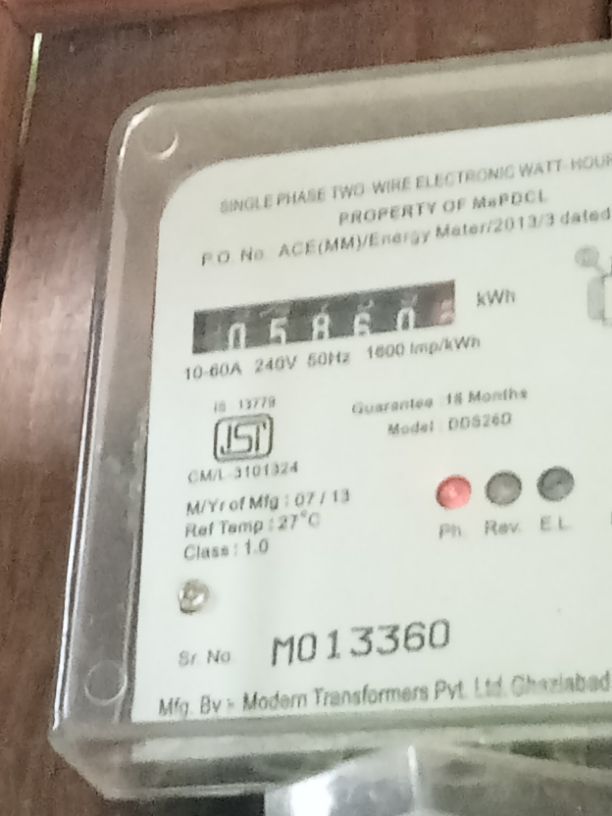 SINGLE PHASE TWO-WIRE ELECTRONIC WATT-HOUR
PROPERTY OF MePDCL
P.O. No. ACE(MM)/Energy Meter/2013/3 dated
05860 kWh
10-60A 240V 50Hz 1600 Imp/kWh
IS 13779
Guarantee : 18 Months
Model : DDS26D
ISI
CM/L-3101324
M/Yr of Mfg : 07 / 13
Ref Temp : 27°C
Class : 1.0
Ph. Rev. E.L.
Sr. No. M013360
Mfg. By :- Modern Transformers Pvt. Ltd. Ghaziabad